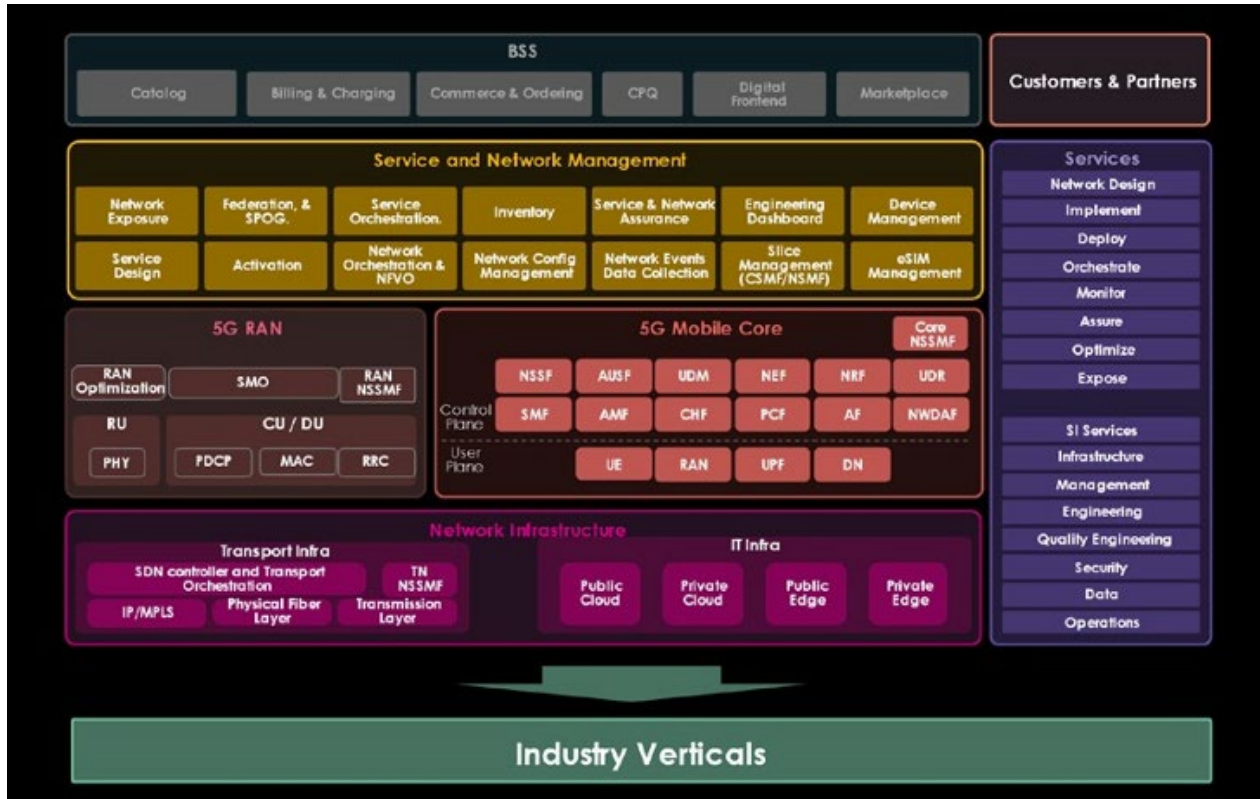 BSS
Catalog
Billing & Charging
Commerce & Ordering
CPQ
Digital
Frontend
Marketplace
Customers & Partners
Service and Network Management
Network
Exposure
Federation, &
SPOG.
Service
Orchestration.
Inventory
Service & Network
Assurance
Engineering
Dashboard
Device
Management
Service
Design
Activation
Network
Orchestration &
NFVO
Network Config
Management
Network Events
Data Collection
Slice
Management
(CSMF/NSMF)
eSIM
Management
Services
Network Design
Implement
Deploy
Orchestrate
Monitor
Assure
Optimize
Expose
SI Services
Infrastructure
Management
Engineering
Quality Engineering
Security
Data
Operations
5G RAN
RAN
Optimization
SMO
RAN
NSSMF
RU
PHY
CU / DU
PDCP
MAC
RRC
5G Mobile Core
Core
NSSMF
Control
Plane
NSSF
AUSF
UDM
NEF
NRF
UDR
SMF
AMF
CHF
PCF
AF
NWDAF
User
Plane
UE
RAN
UPF
DN
Network Infrastructure
Transport Infra
SDN controller and Transport
Orchestration
TN
NSSMF
IP/MPLS
Physical Fiber
Layer
Transmission
Layer
IT Infra
Public
Cloud
Private
Cloud
Public
Edge
Private
Edge
Industry Verticals